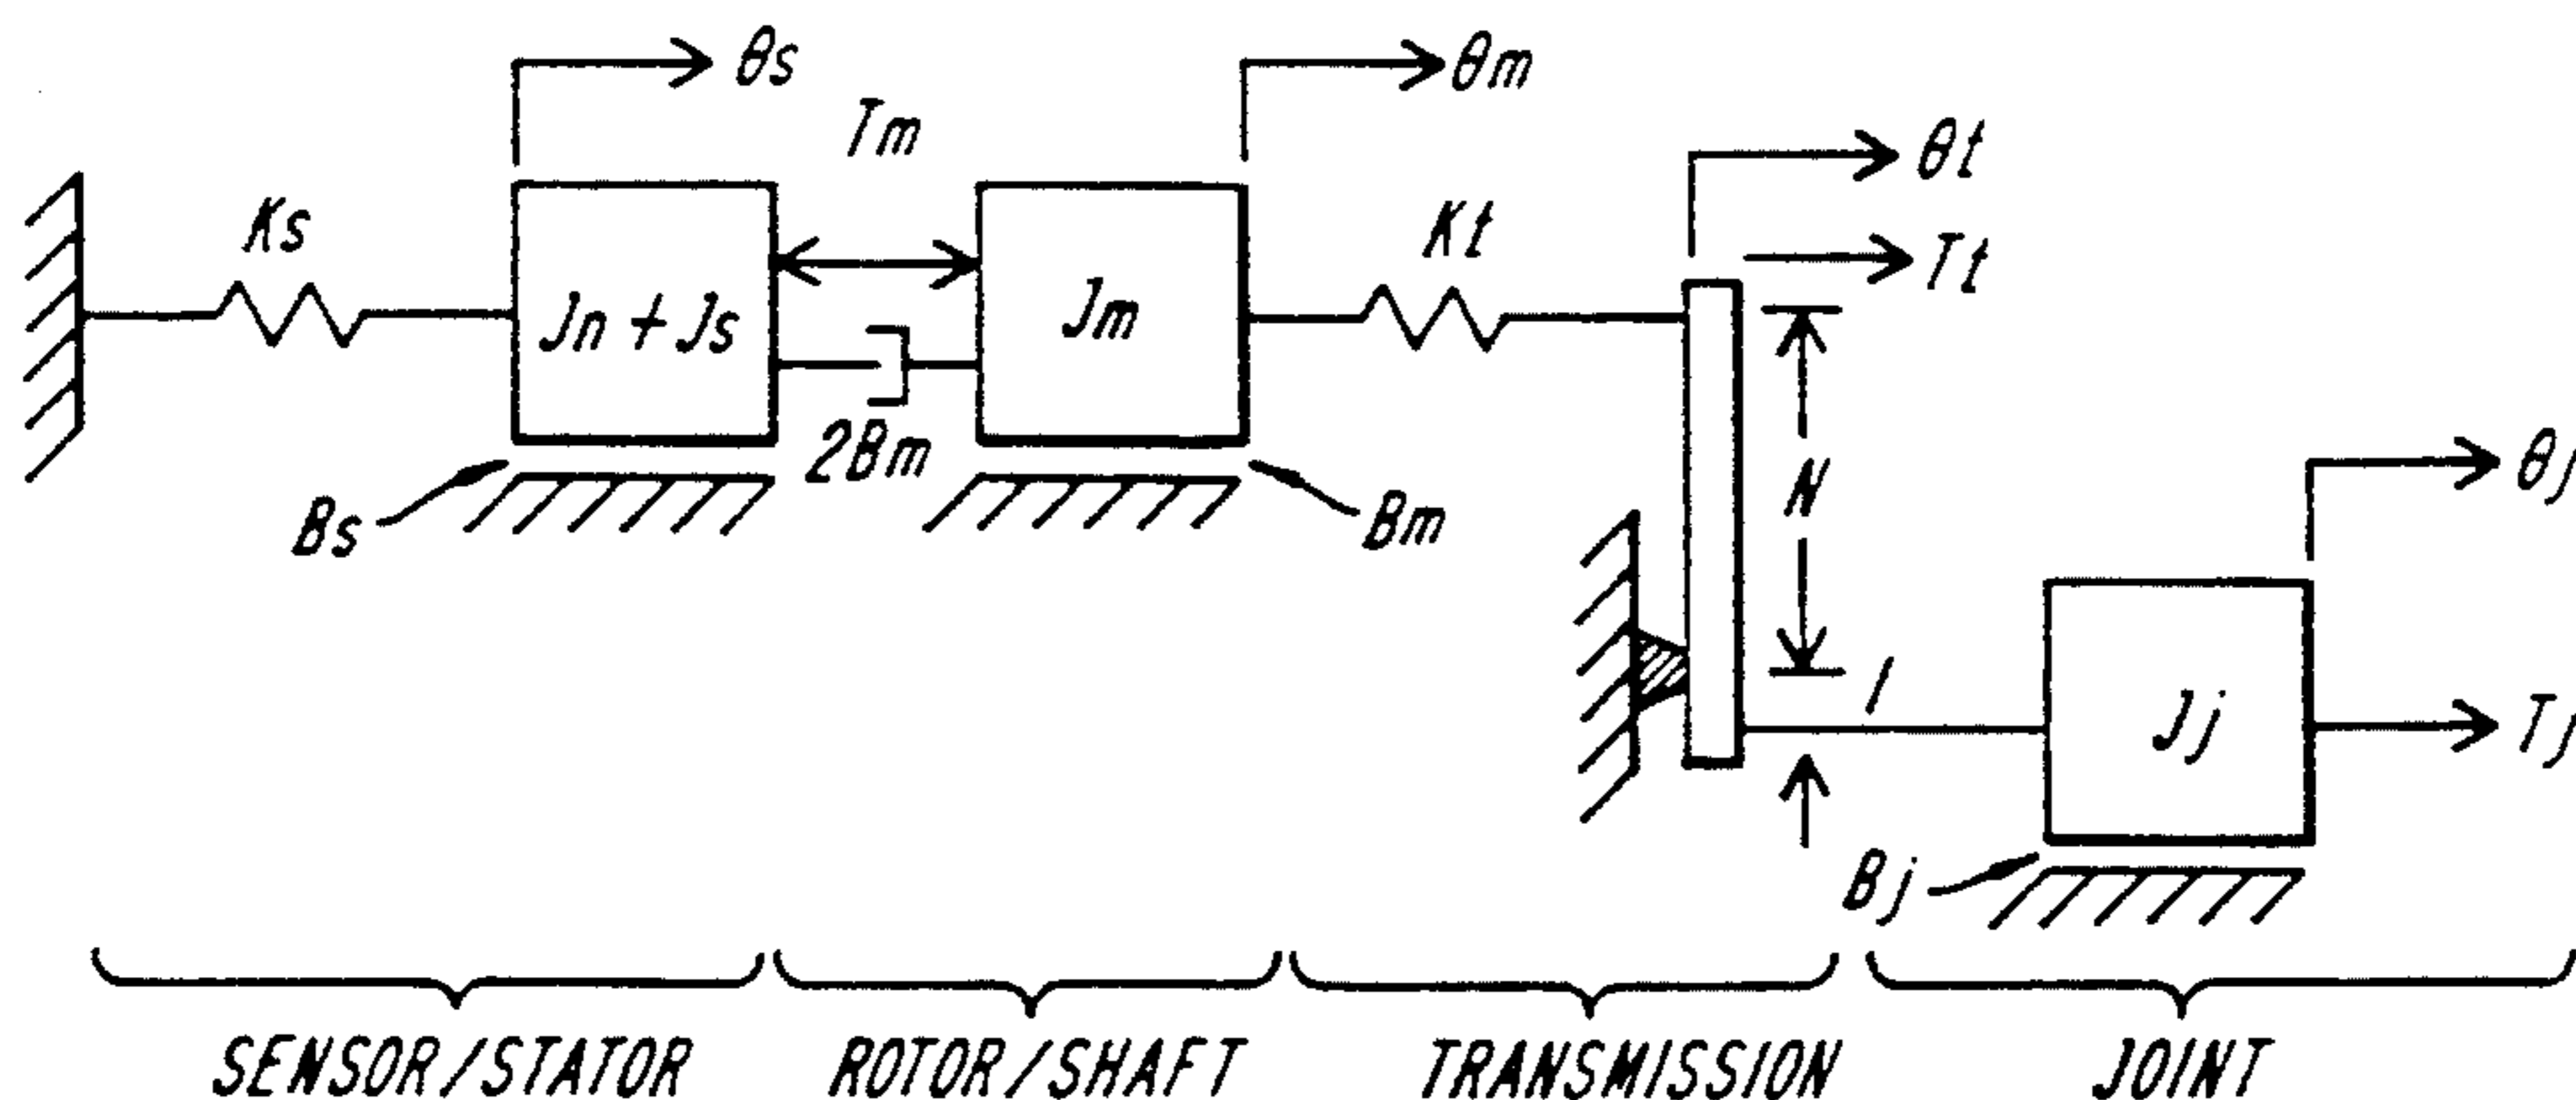 θs
Tm
θm
θt
Ks
Kt
Tt
Jn + Js
Jm
2Bm
N
θj
Bs
Bm
1
Jj
Tj
Bj
SENSOR/STATOR ROTOR/SHAFT TRANSMISSION JOINT